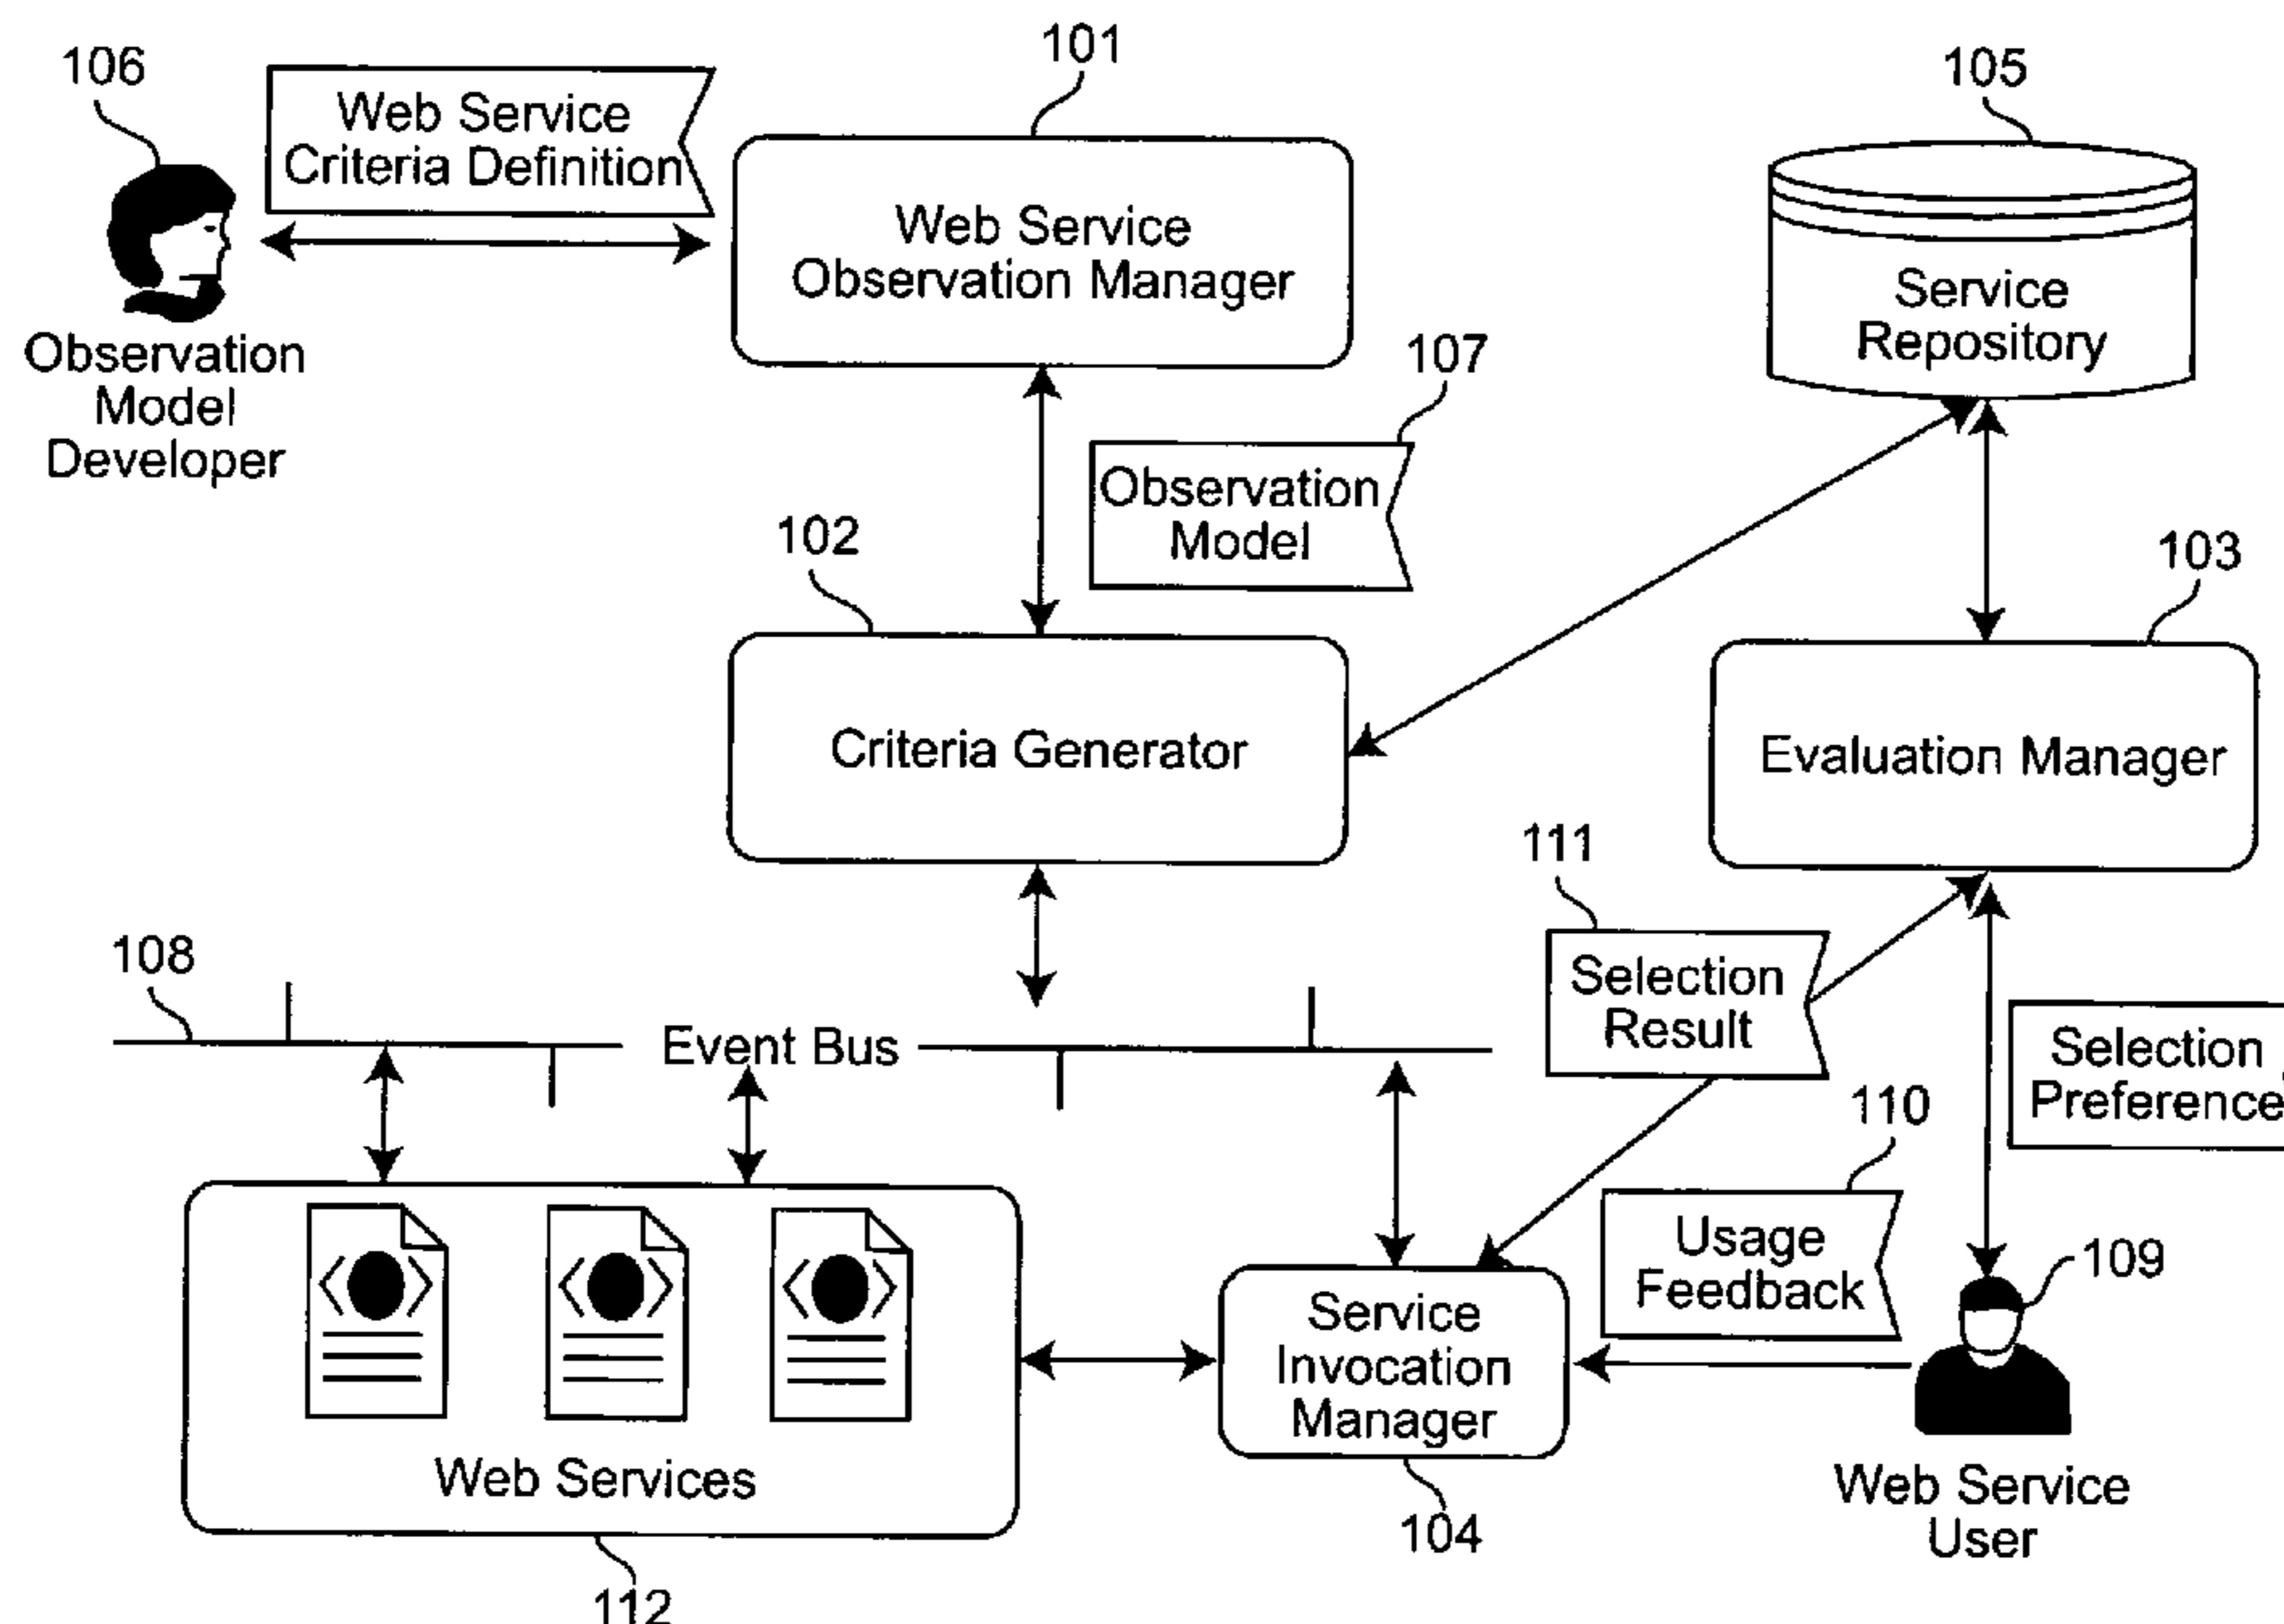 106
Web Service
Criteria Definition
101
105
Web Service
Observation Manager
Service
Repository
Observation
Model
Developer
107
Observation
Model
102
103
Criteria Generator
Evaluation Manager
111
108
Selection
Result
Event Bus
Selection
Preference
110
Usage
Feedback
109
Service
Invocation
Manager
Web Services
Web Service
User
104
112